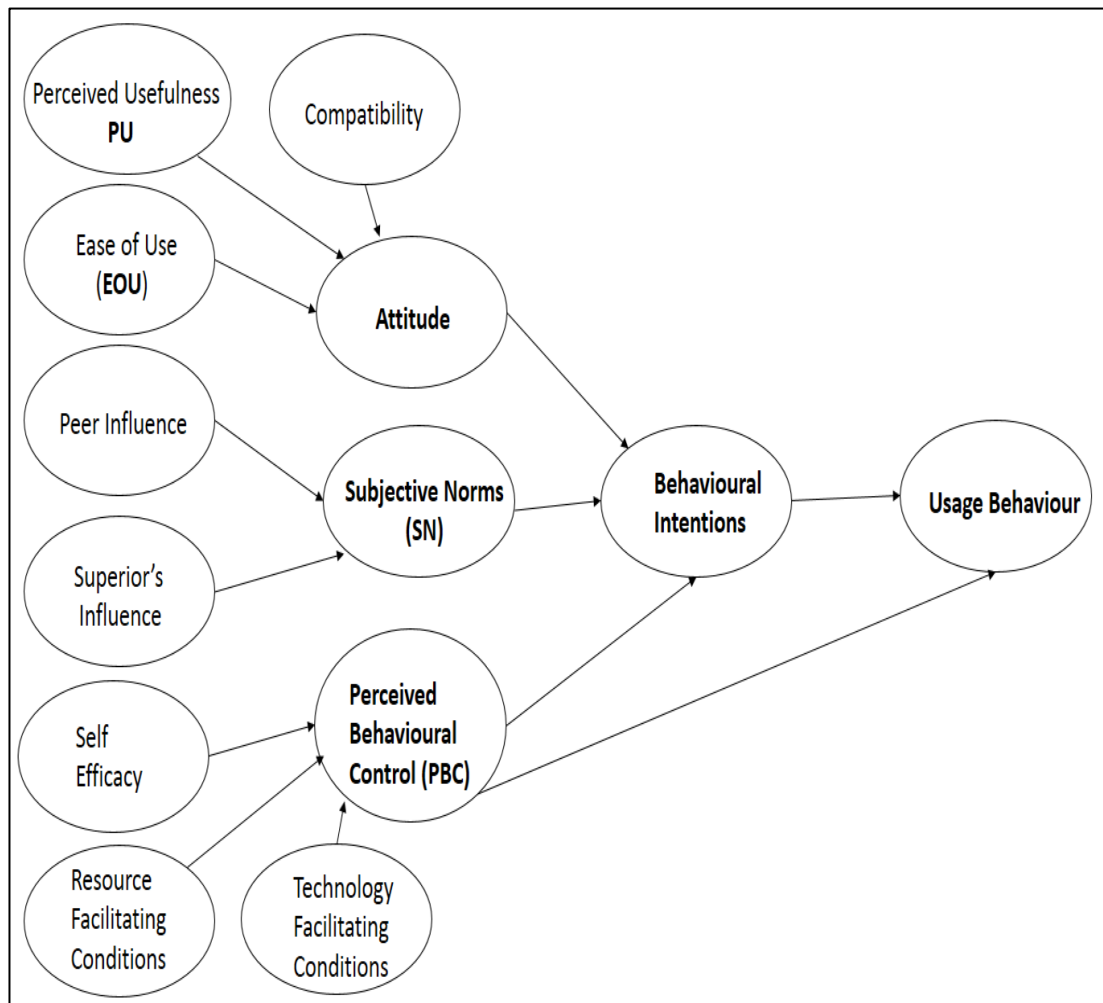 Perceived Usefulness
PU
Compatibility
Ease of Use
(EOU)
Attitude
Peer Influence
Subjective Norms
(SN)
Behavioural
Intentions
Usage Behaviour
Superior's
Influence
Perceived
Behavioural
Control (PBC)
Self
Efficacy
Resource
Facilitating
Conditions
Technology
Facilitating
Conditions